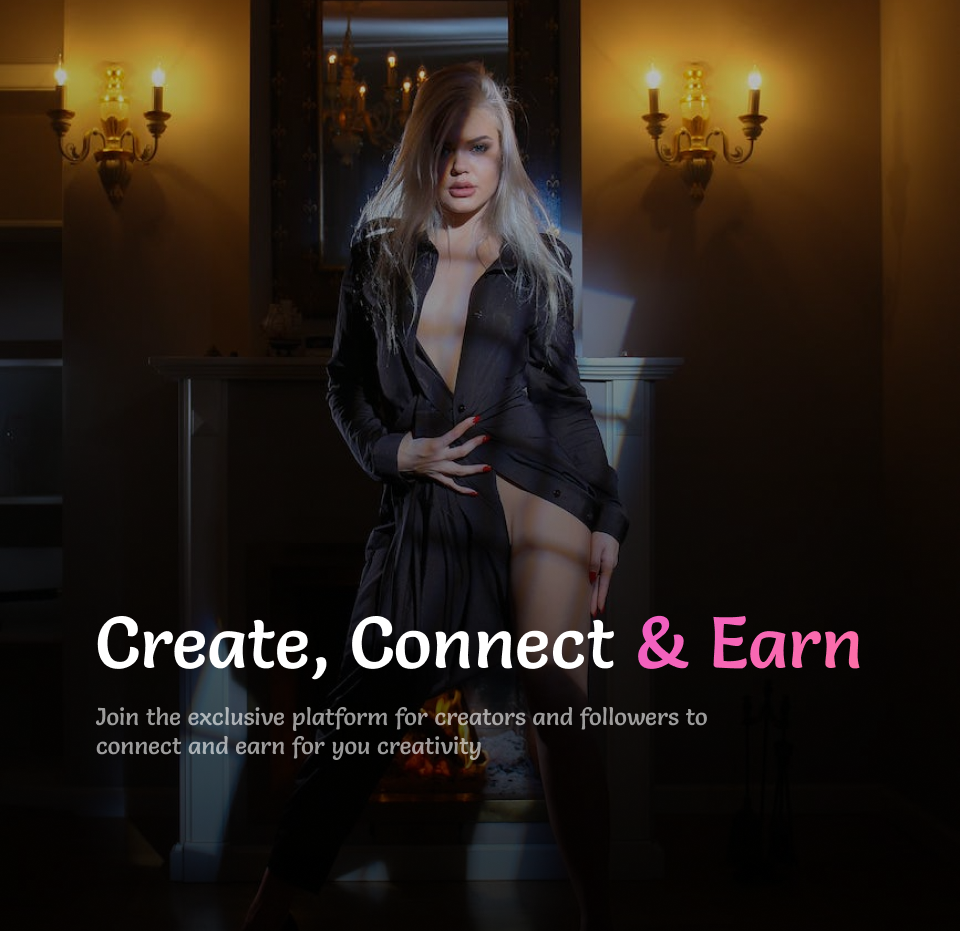 Create, Connect & Earn
Join the exclusive platform for creators and followers to
connect and earn for you creativity